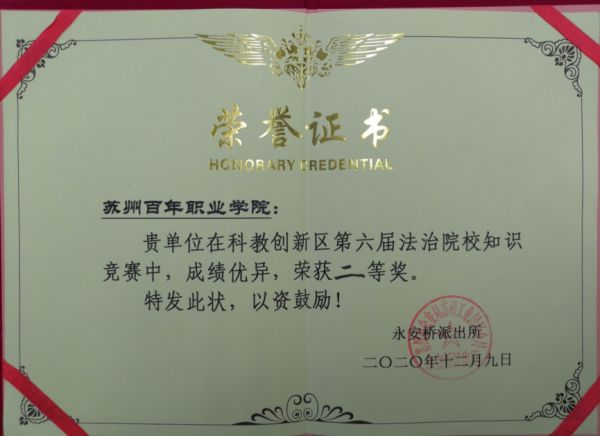 荣誉证书
HONORARY CREDENTIAL
苏州百年职业学院：
贵单位在科教创新区第六届法治院校知识
竞赛中，成绩优异，荣获二等奖。
特发此状，以资鼓励！
永安桥派出所
二〇二〇年十二月九日